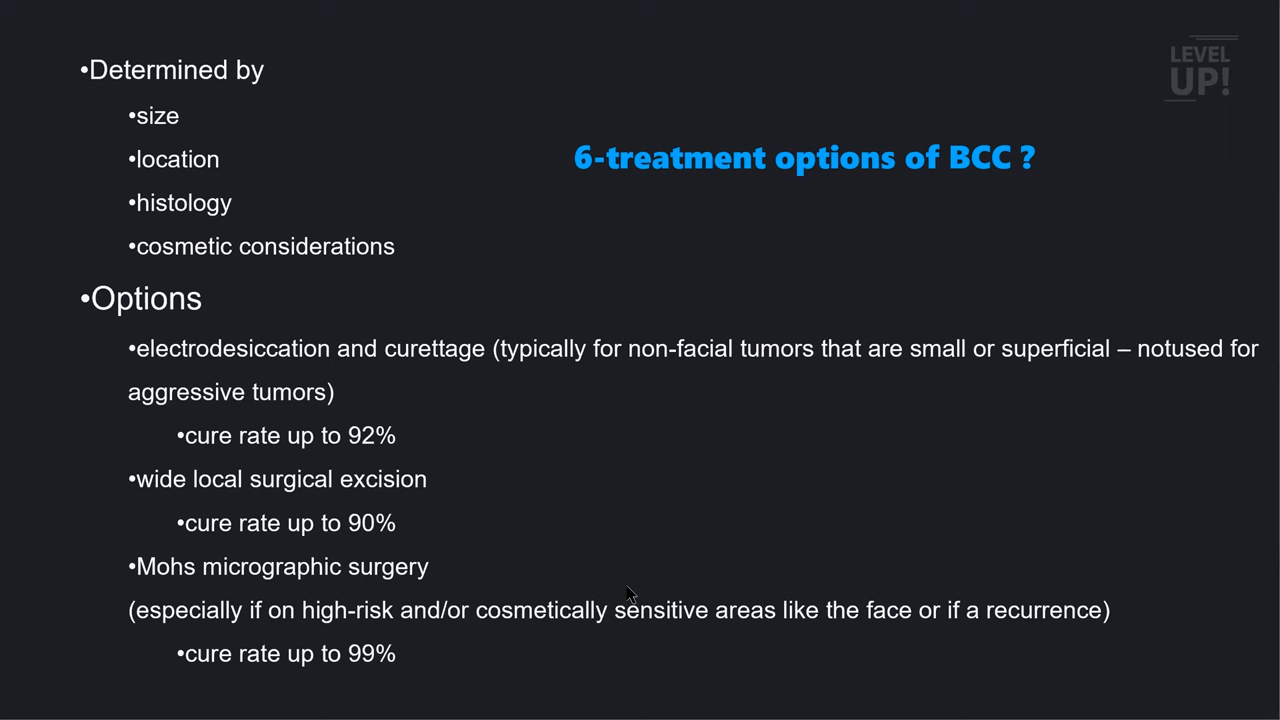 •Determined by
•size
•location
•histology
•cosmetic considerations
6-treatment options of BCC ?
LEVEL
UP!
•Options
•electrodesiccation and curettage (typically for non-facial tumors that are small or superficial – notused for
aggressive tumors)
•cure rate up to 92%
•wide local surgical excision
•cure rate up to 90%
•Mohs micrographic surgery
(especially if on high-risk and/or cosmetically sensitive areas like the face or if a recurrence)
•cure rate up to 99%